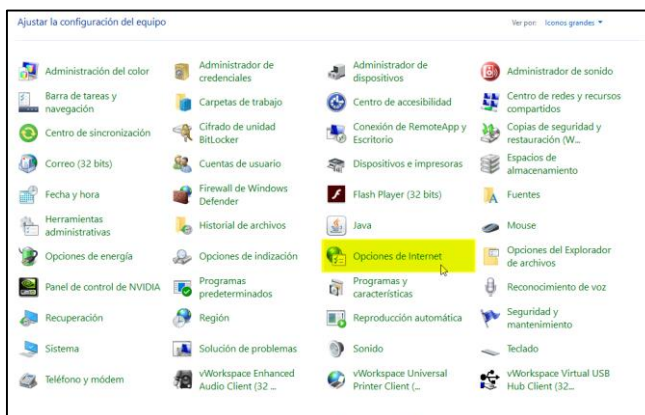 Ajustar la configuración del equipo
Ver por: Iconos grandes
Administración del color
Administrador de
credenciales
Administrador de
dispositivos
Administrador de sonido
Barra de tareas y
navegación
Carpetas de trabajo
Centro de accesibilidad
Centro de redes y recursos
compartidos
Centro de sincronización
Cifrado de unidad
BitLocker
Conexión de RemoteApp y
Escritorio
Copias de seguridad y
restauración (W...
Correo (32 bits)
Cuentas de usuario
Dispositivos e impresoras
Espacios de
almacenamiento
Fecha y hora
Firewall de Windows
Defender
Flash Player (32 bits)
Fuentes
Herramientas
administrativas
Historial de archivos
Java
Mouse
Opciones de energía
Opciones de indización
Opciones de Internet
Opciones del Explorador
de archivos
Panel de control de NVIDIA
Programas
predeterminados
Programas y
características
Reconocimiento de voz
Recuperación
Región
Reproducción automática
Seguridad y
mantenimiento
Sistema
Solución de problemas
Sonido
Teclado
Teléfono y módem
vWorkspace Enhanced
Audio Client (32 ...
vWorkspace Universal
Printer Client (...
vWorkspace Virtual USB
Hub Client (32...